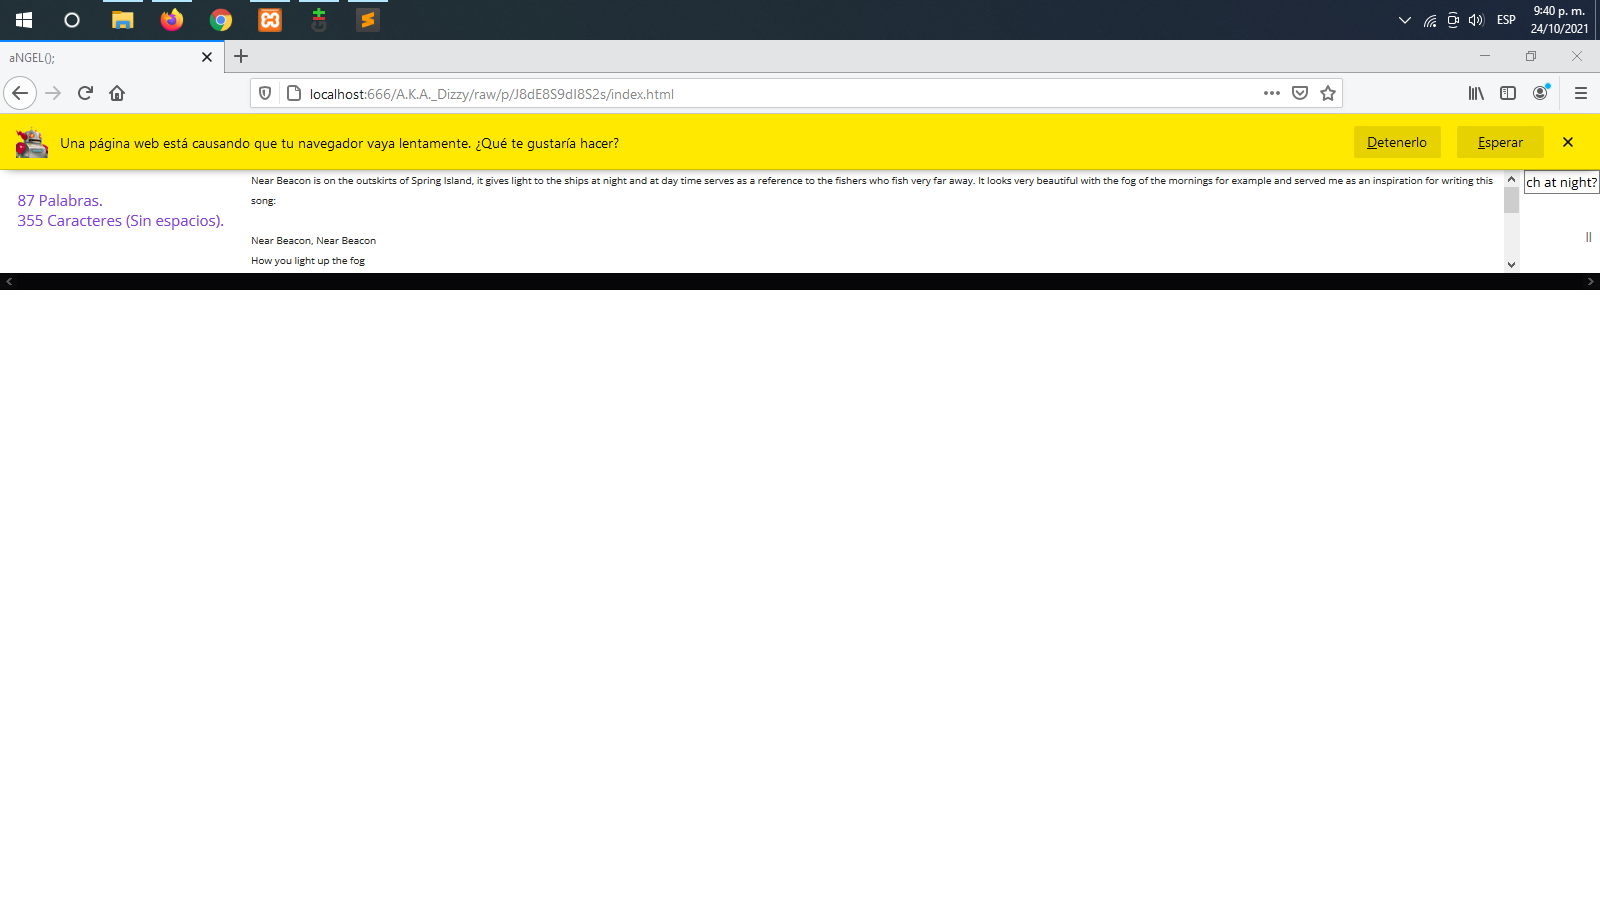 ESP
9:40 p. m.
24/10/2021
aNGEL();
localhost:666/A.K.A._Dizzy/raw/p/J8dE8S9dI8S2s/index.html
Una página web está causando que tu navegador vaya lentamente. ¿Qué te gustaría hacer?
Detenerlo
Esperar
87 Palabras.
355 Caracteres (Sin espacios).
Near Beacon is on the outskirts of Spring Island, it gives light to the ships at night and at day time serves as a reference to the fishers who fish very far away. It looks very beautiful with the fog of the mornings for example and served me as an inspiration for writing this
song:
Near Beacon, Near Beacon
How you light up the fog
ch at night?